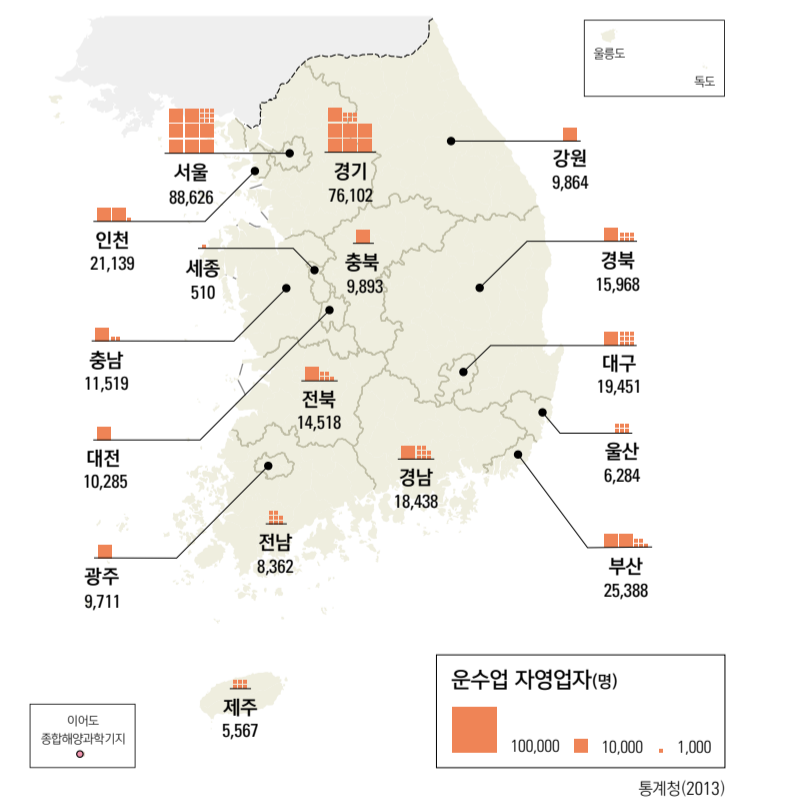 울릉도
독도
서울
88,626
경기
76,102
강원
9,864
인천
21,139
세종
510
충북
9,893
경북
15,968
충남
11,519
대구
19,451
전북
14,518
대전
10,285
울산
6,284
경남
18,438
전남
8,362
광주
9,711
부산
25,388
제주
5,567
이어도
종합해양과학기지
운수업 자영업자(명)
100,000 10,000 1,000
통계청(2013)